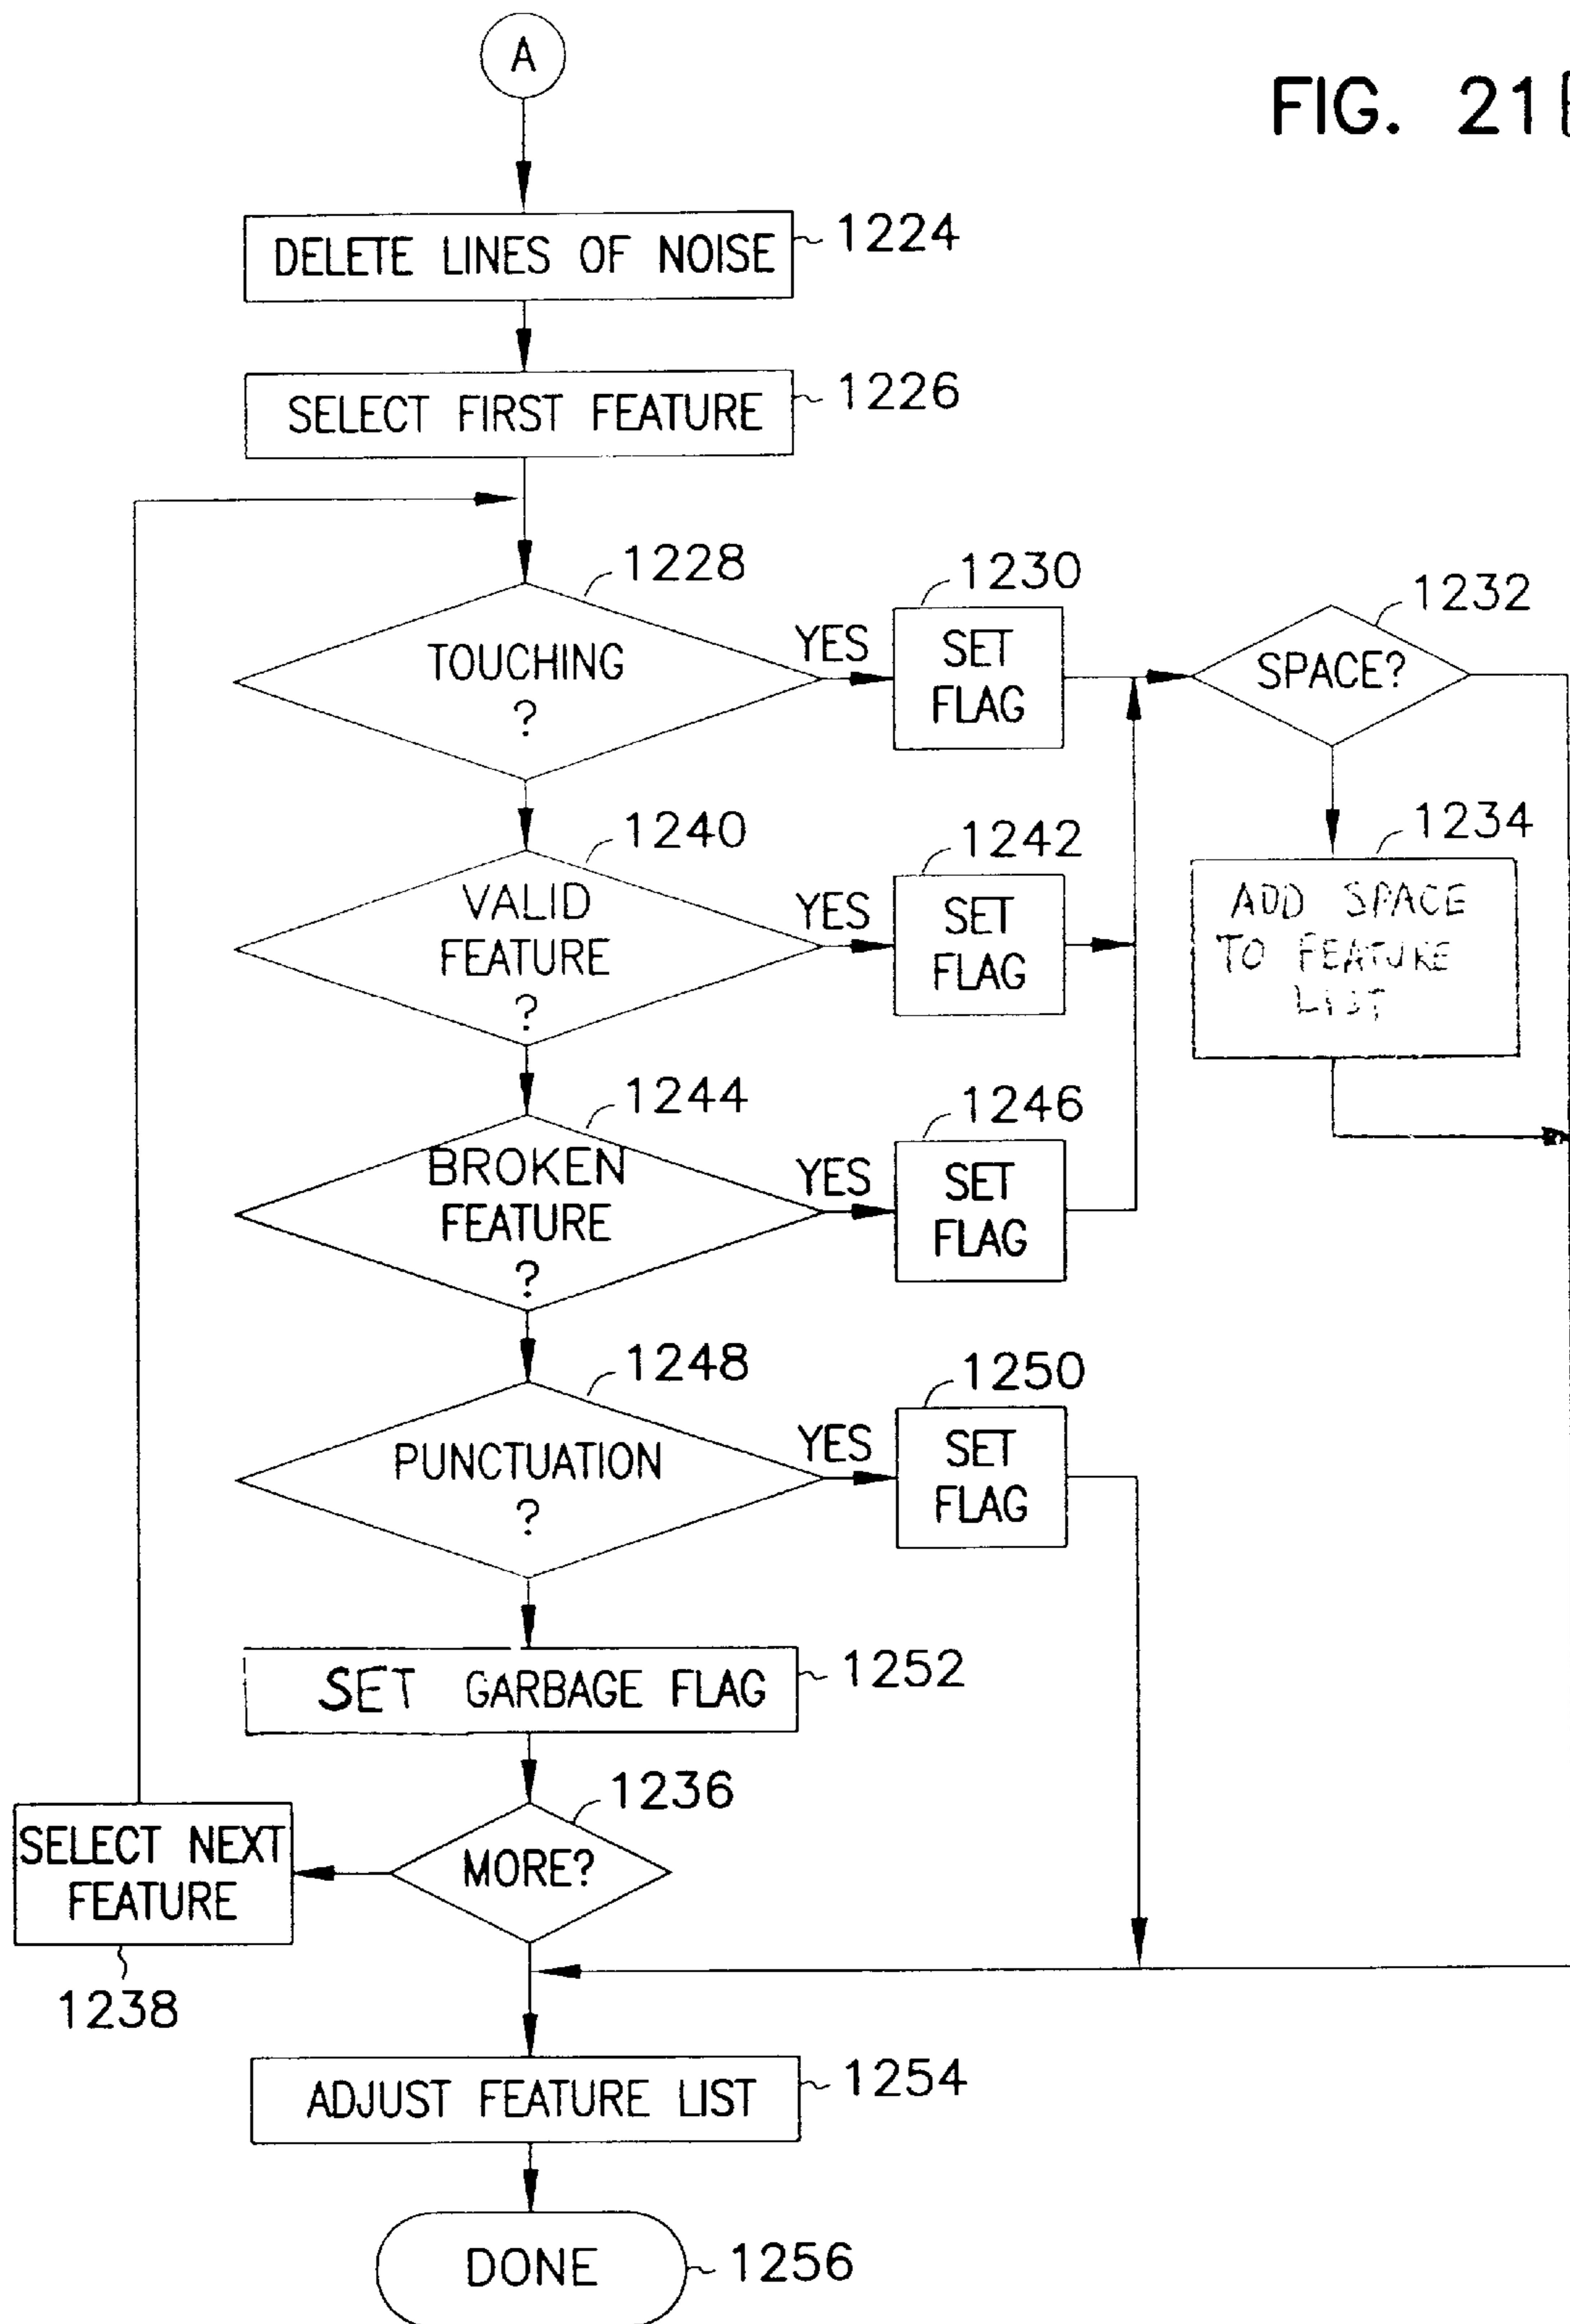 A
FIG. 21
DELETE LINES OF NOISE
1224
SELECT FIRST FEATURE
1226
TOUCHING
?
1228
YES
SET
FLAG
1230
SPACE?
1232
VALID
FEATURE
?
1240
YES
SET
FLAG
1242
ADD SPACE
TO FEATURE
LIST
1234
BROKEN
FEATURE
?
1244
YES
SET
FLAG
1246
PUNCTUATION
?
1248
YES
SET
FLAG
1250
SET GARBAGE FLAG
1252
MORE?
1236
SELECT NEXT
FEATURE
1238
ADJUST FEATURE LIST
1254
DONE
1256